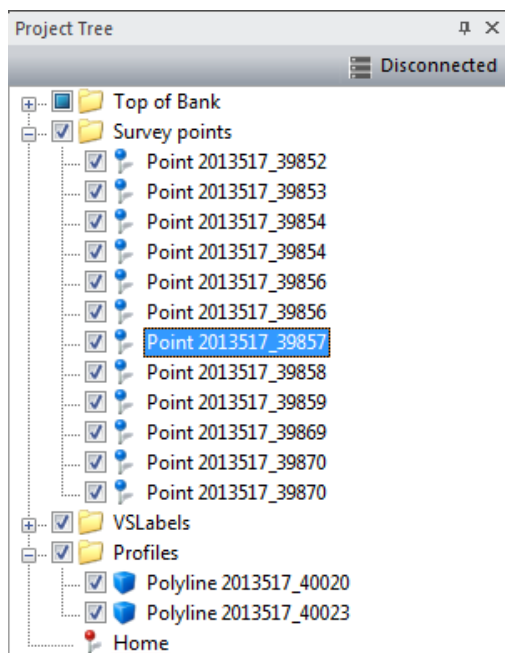 Project Tree
Disconnected
Top of Bank
Survey points
Point 2013517_39852
Point 2013517_39853
Point 2013517_39854
Point 2013517_39854
Point 2013517_39856
Point 2013517_39856
Point 2013517_39857
Point 2013517_39858
Point 2013517_39859
Point 2013517_39869
Point 2013517_39870
Point 2013517_39870
VSLabels
Profiles
Polyline 2013517_40020
Polyline 2013517_40023
Home